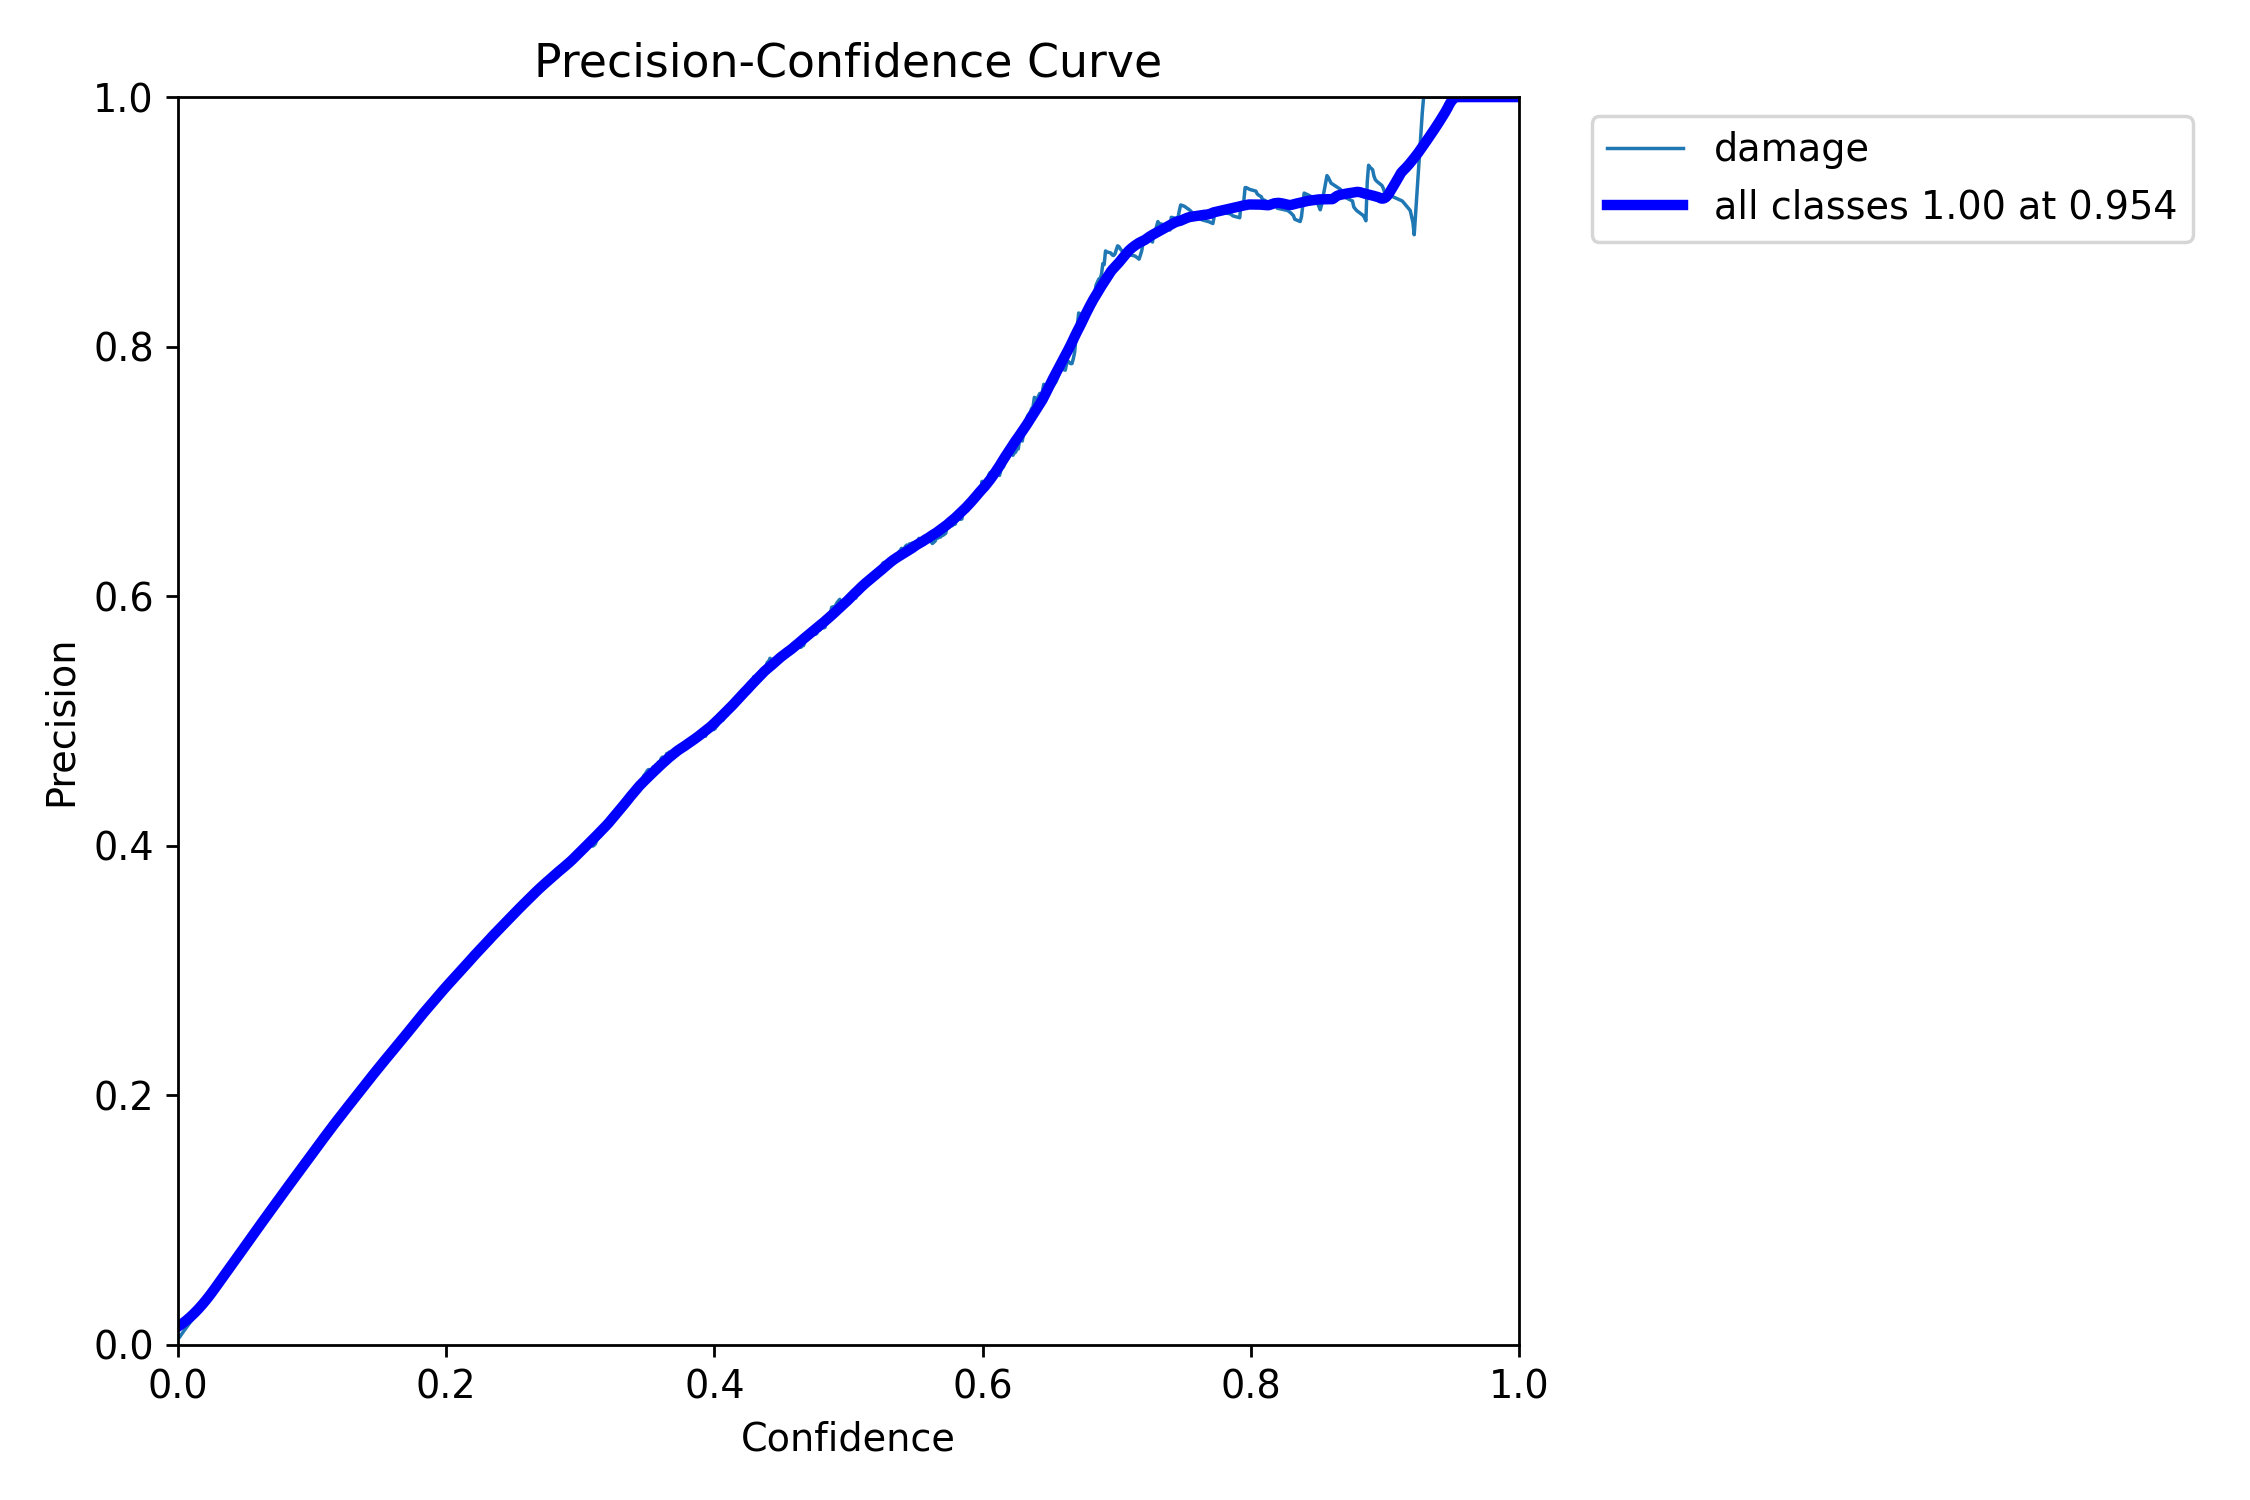 Precision-Confidence Curve
1.0
0.8
0.6
0.4
0.2
0.0
Precision
0.0 0.2 0.4 0.6 0.8 1.0
Confidence
damage
all classes 1.00 at 0.954